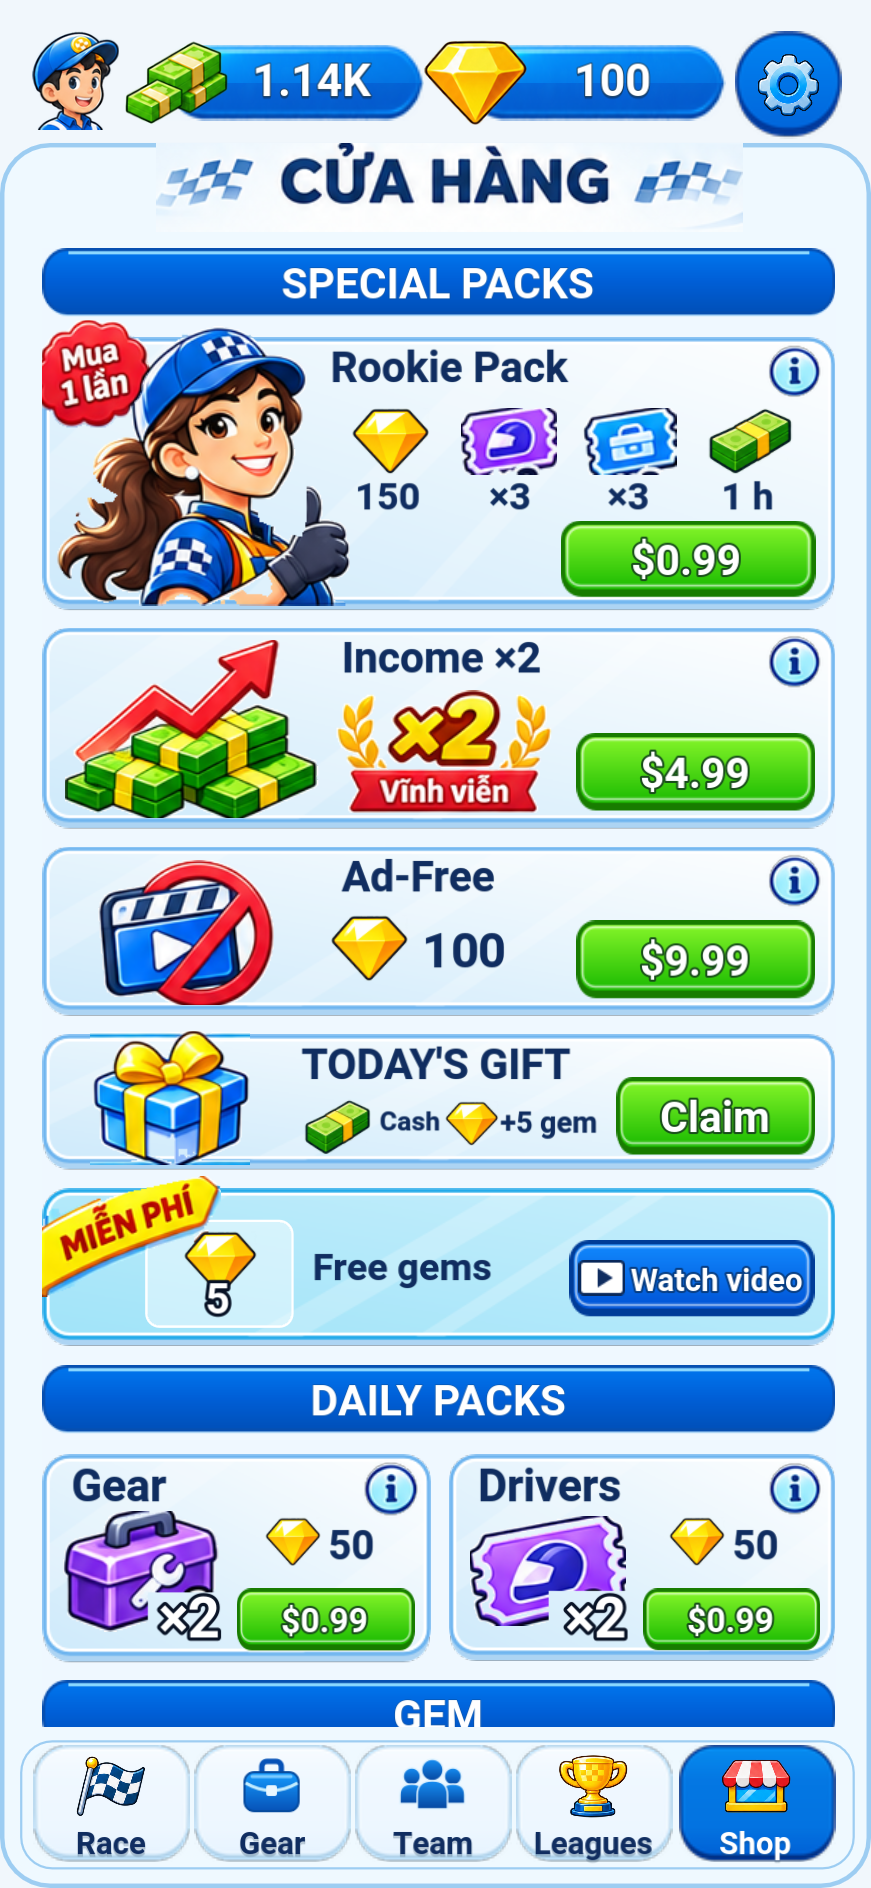 1.14K
100
CỬA HÀNG
SPECIAL PACKS
Mua
1 lần
Rookie Pack
150
×3
×3
1 h
$0.99
Income ×2
×2
Vĩnh viễn
$4.99
Ad-Free
100
$9.99
TODAY'S GIFT
Cash
+5 gem
Claim
MIỄN PHÍ
5
Free gems
Watch video
DAILY PACKS
Gear
50
×2
$0.99
Drivers
50
×2
$0.99
GEM
Race
Gear
Team
Leagues
Shop